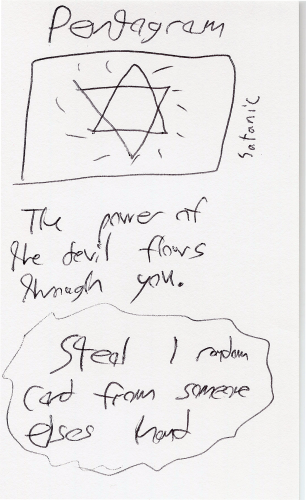 Pentagram
Satanic
The power of
the devil flows
through you.
Steal 1 random
card from someone
elses hand